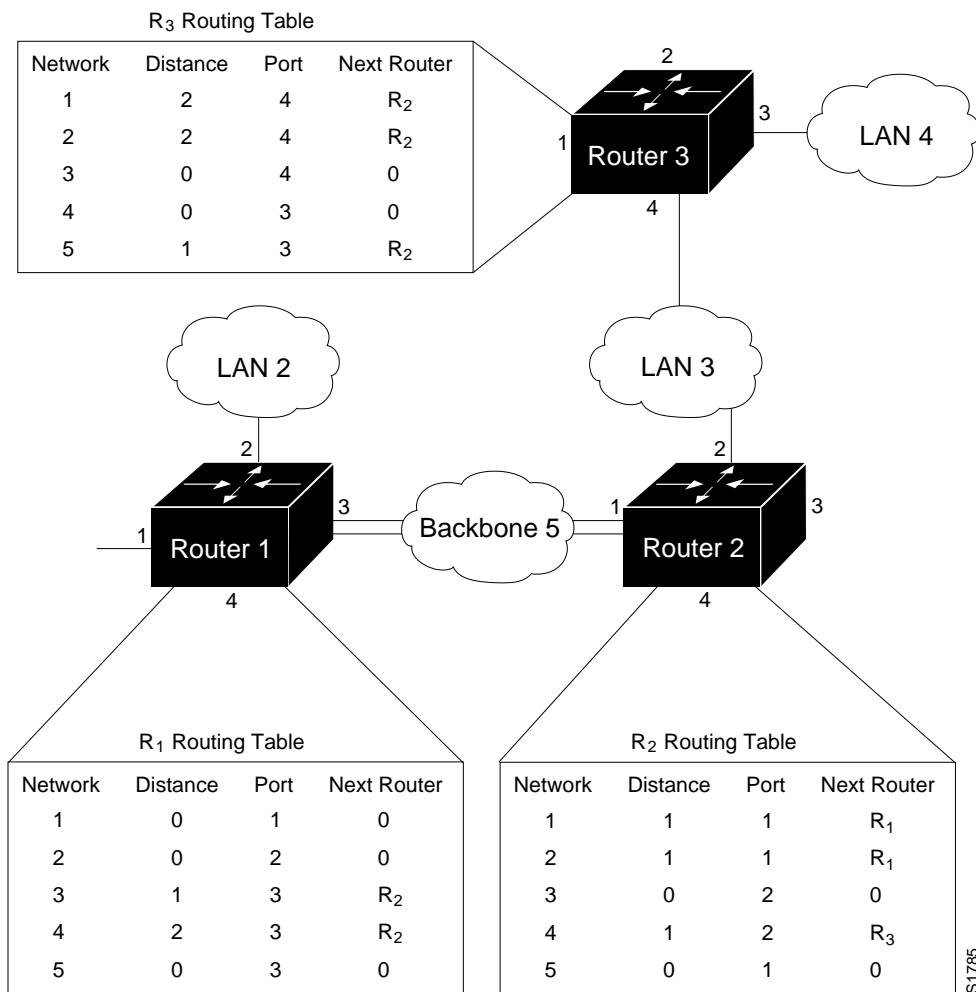 R3 Routing Table
Network Distance Port Next Router
1 2 4 R2
2 2 4 R2
3 0 4 0
4 0 3 0
5 1 3 R2
2
3
1
Router 3
4
LAN 4
LAN 2
LAN 3
2
3
1
Router 1
4
Backbone 5
2
1
3
Router 2
4
R1 Routing Table
Network Distance Port Next Router
1 0 1 0
2 0 2 0
3 1 3 R2
4 2 3 R2
5 0 3 0
R2 Routing Table
Network Distance Port Next Router
1 1 1 R1
2 1 1 R1
3 0 2 0
4 1 2 R3
5 0 1 0
S1785